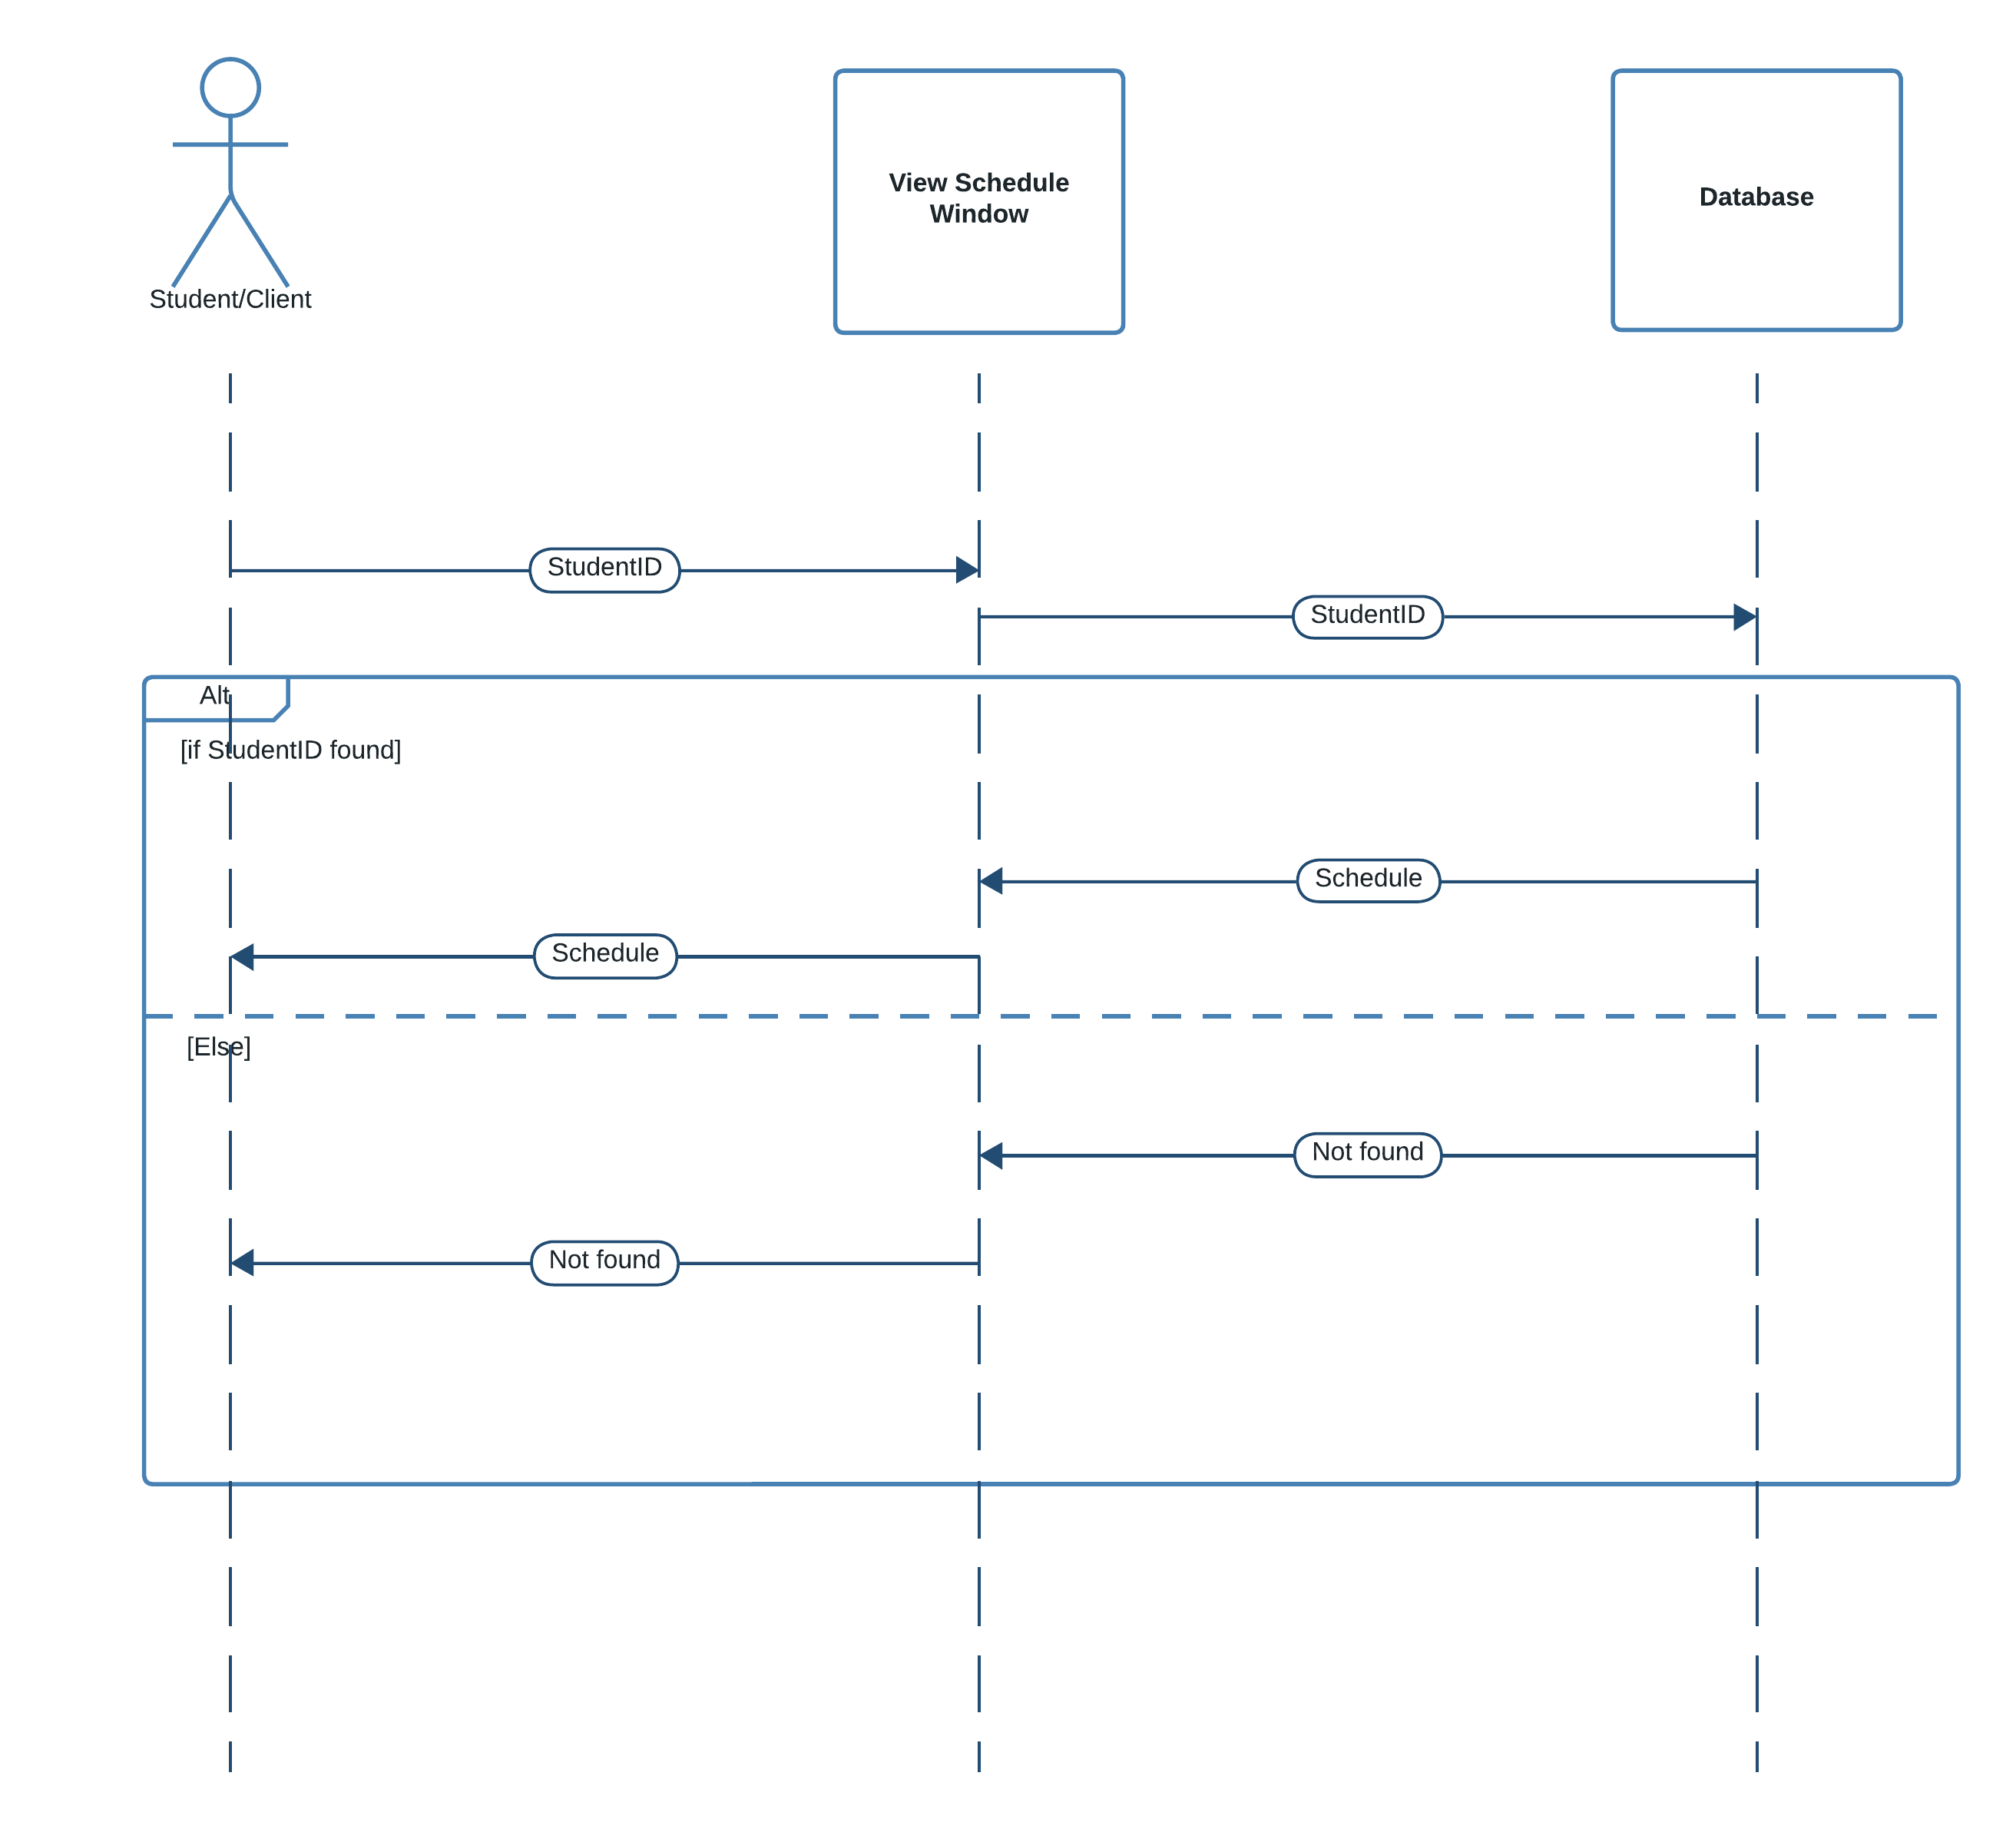 View Schedule
Window
Database
Student/Client
StudentID
StudentID
Alt
[if StudentID found]
Schedule
Schedule
[Else]
Not found
Not found